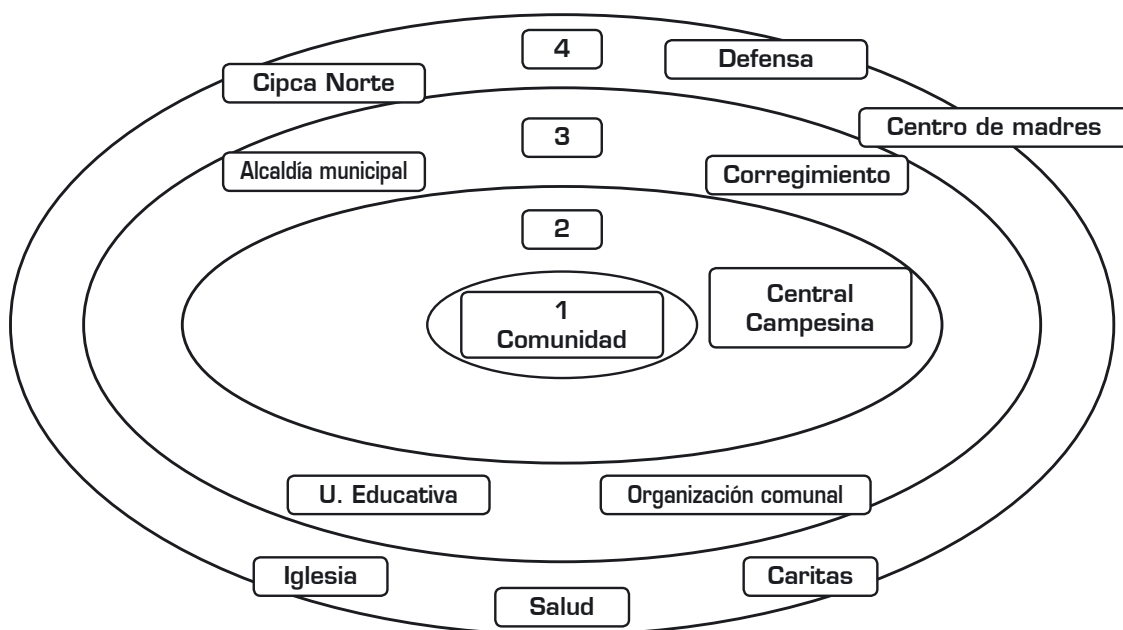 4
Defensa
Cipca Norte
Centro de madres
3
Alcaldía municipal
Corregimiento
2
Central
Campesina
1
Comunidad
U. Educativa
Organización comunal
Iglesia
Caritas
Salud